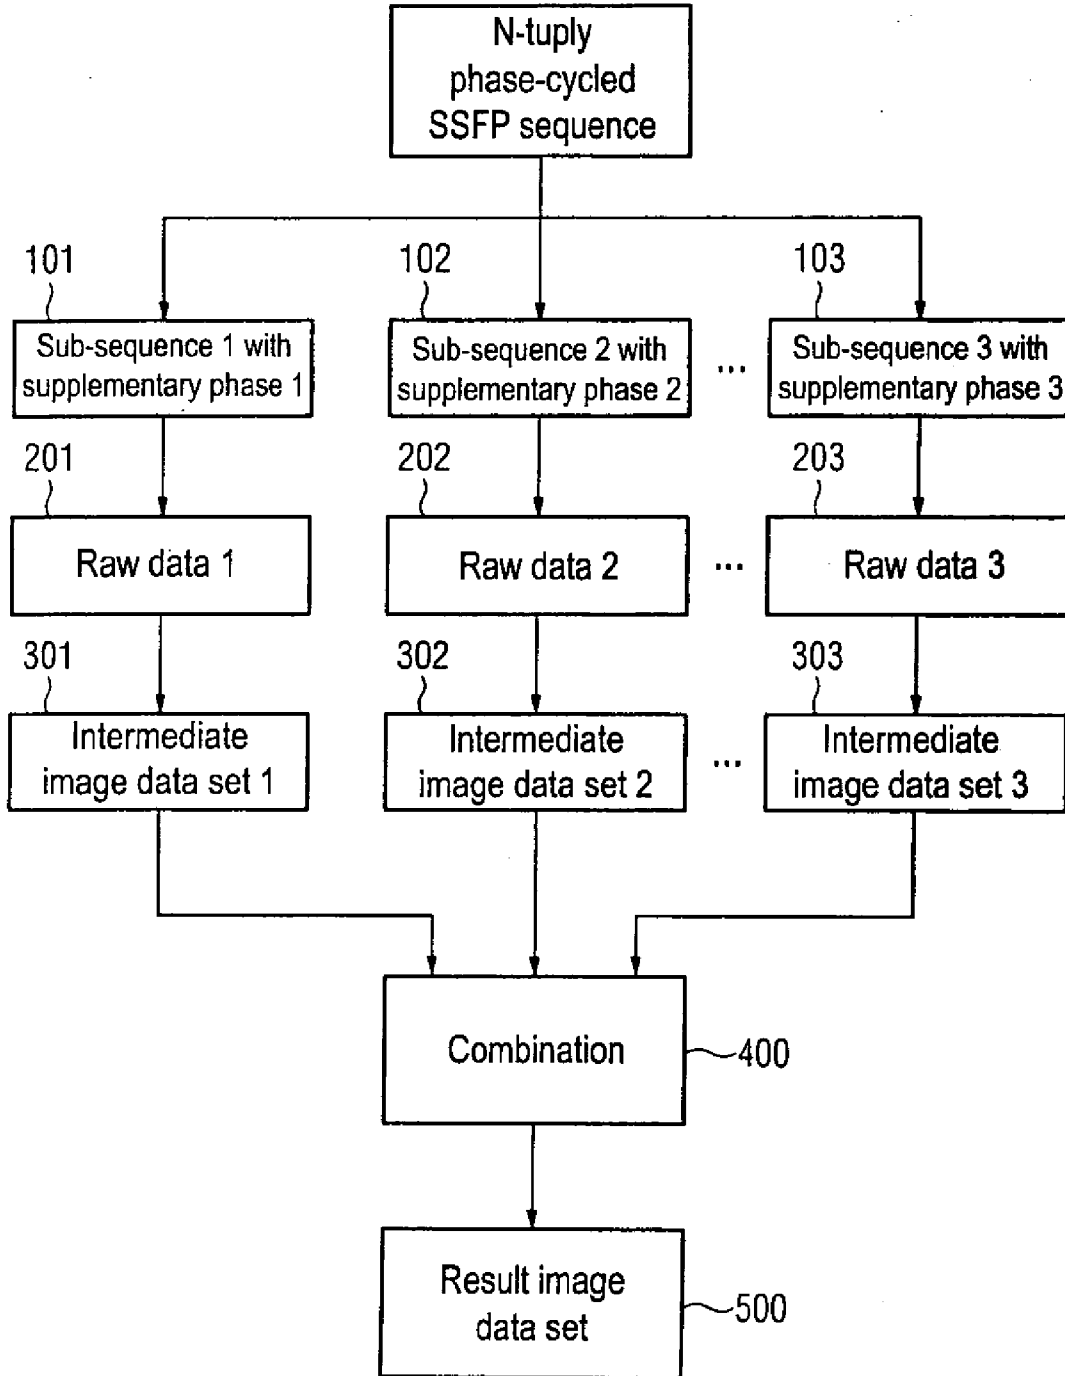 N-tuply
phase-cycled
SSFP sequence
101
102
103
Sub-sequence 1 with
supplementary phase 1
Sub-sequence 2 with
supplementary phase 2
...
Sub-sequence 3 with
supplementary phase 3
201
202
203
Raw data 1
Raw data 2
...
Raw data 3
301
302
303
Intermediate
image data set 1
Intermediate
image data set 2
...
Intermediate
image data set 3
Combination
400
Result image
data set
500